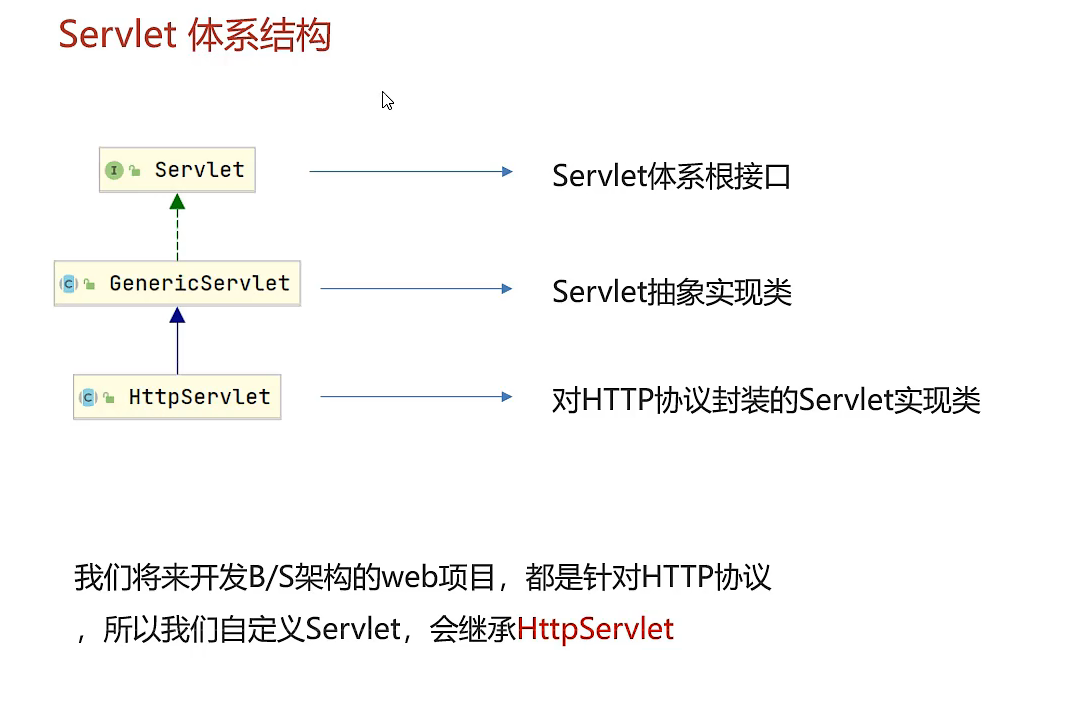 Servlet 体系结构
I Servlet
Servlet体系根接口
C GenericServlet
Servlet抽象实现类
C HttpServlet
对HTTP协议封装的Servlet实现类
我们将来开发B/S架构的web项目，都是针对HTTP协议
，所以我们自定义Servlet，会继承HttpServlet